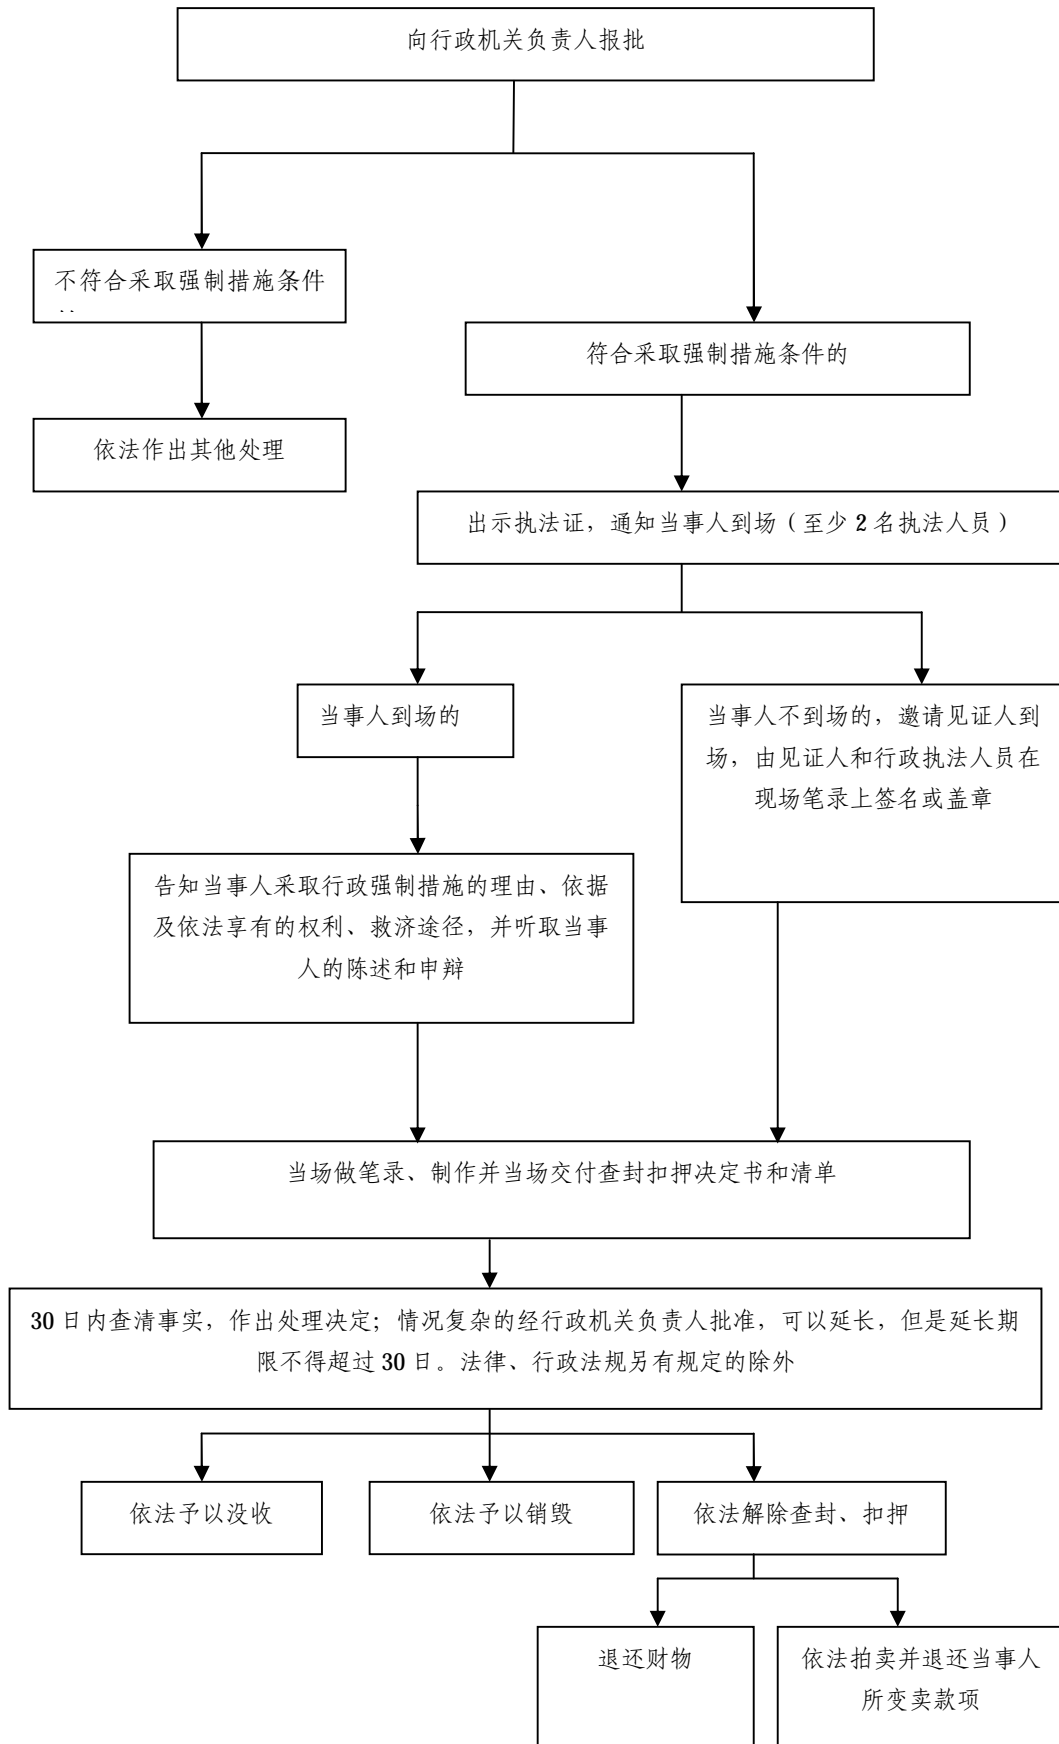 向行政机关负责人报批
不符合采取强制措施条件
符合采取强制措施条件的
依法作出其他处理
出示执法证，通知当事人到场（至少 2 名执法人员）
当事人到场的
当事人不到场的，邀请见证人到
场，由见证人和行政执法人员在
现场笔录上签名或盖章
告知当事人采取行政强制措施的理由、依据
及依法享有的权利、救济途径，并听取当事
人的陈述和申辩
当场做笔录、制作并当场交付查封扣押决定书和清单
30 日内查清事实，作出处理决定；情况复杂的经行政机关负责人批准，可以延长，但是延长期
限不得超过 30 日。法律、行政法规另有规定的除外
依法予以没收
依法予以销毁
依法解除查封、扣押
退还财物
依法拍卖并退还当事人
所变卖款项